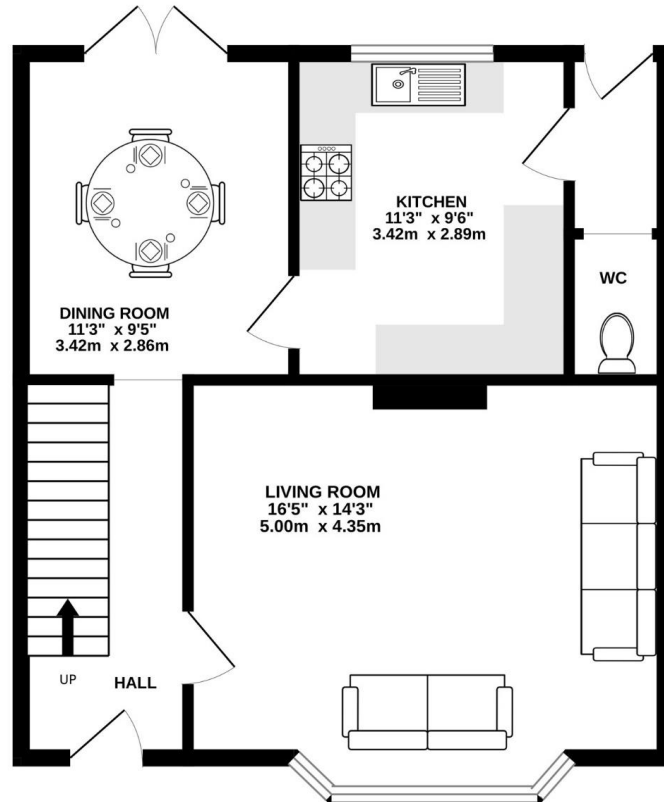 KITCHEN
11'3" x 9'6"
3.42m x 2.89m
WC
DINING ROOM
11'3" x 9'5"
3.42m x 2.86m
LIVING ROOM
16'5" x 14'3"
5.00m x 4.35m
UP
HALL